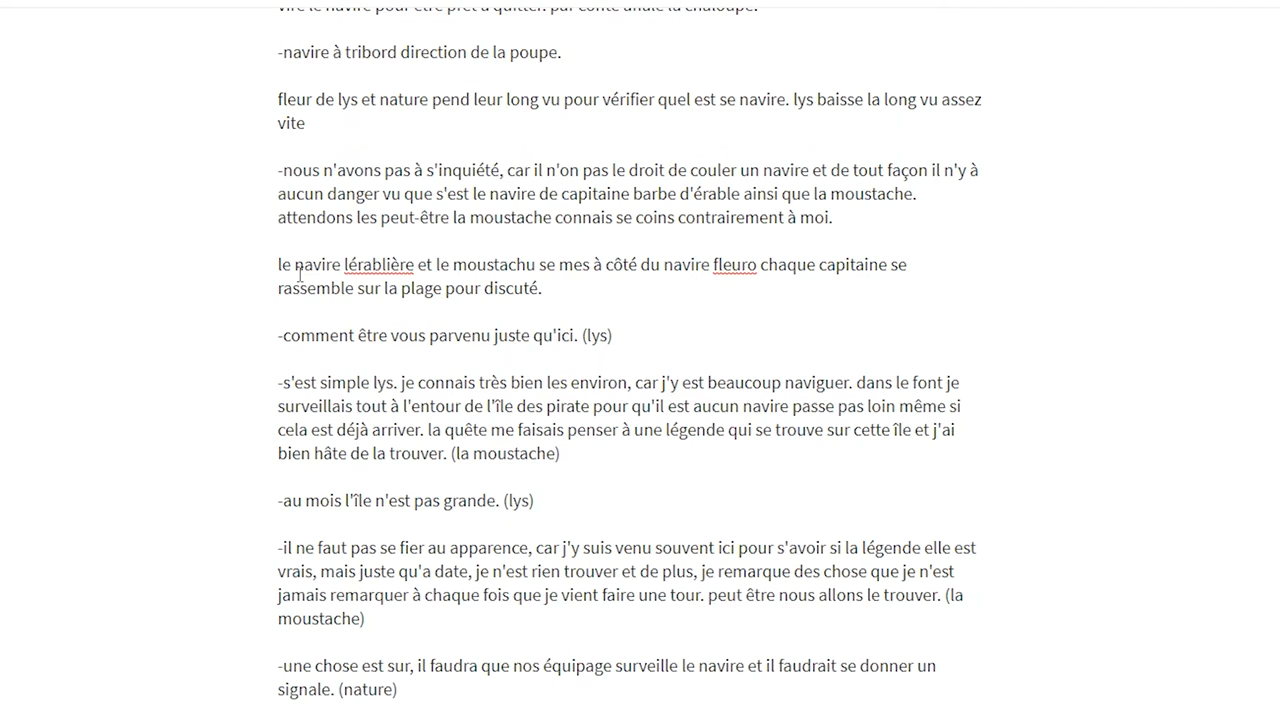 vire le navire pour être prêt à quitter. par conte the chaloupe.
-navire à tribord direction de la poupe.
fleur de lys et nature pend leur long vu pour vérifier quel est se navire. lys baisse la long vu assez
vite
-nous n'avons pas à s'inquiété, car il n'on pas le droit de couler un navire et de tout façon il n'y à
aucun danger vu que s'est le navire de capitaine barbe d'érable ainsi que la moustache.
attendons les peut-être la moustache connais se coins contrairement à moi.
le navire lérablière et le moustachu se mes à côté du navire fleuro chaque capitaine se
rassemble sur la plage pour discuté.
-comment être vous parvenu juste qu'ici. (lys)
-s'est simple lys. je connais très bien les environ, car j'y est beaucoup naviguer. dans le font je
surveillais tout à l'entour de l'île des pirate pour qu'il est aucun navire passe pas loin même si
cela est déjà arriver. la quête me faisais penser à une légende qui se trouve sur cette île et j'ai
bien hâte de la trouver. (la moustache)
-au mois l'île n'est pas grande. (lys)
-il ne faut pas se fier au apparence, car j'y suis venu souvent ici pour s'avoir si la légende elle est
vrais, mais juste qu'a date, je n'est rien trouver et de plus, je remarque des chose que je n'est
jamais remarquer à chaque fois que je vient faire une tour. peut être nous allons le trouver. (la
moustache)
-une chose est sur, il faudra que nos équipage surveille le navire et il faudrait se donner un
signale. (nature)